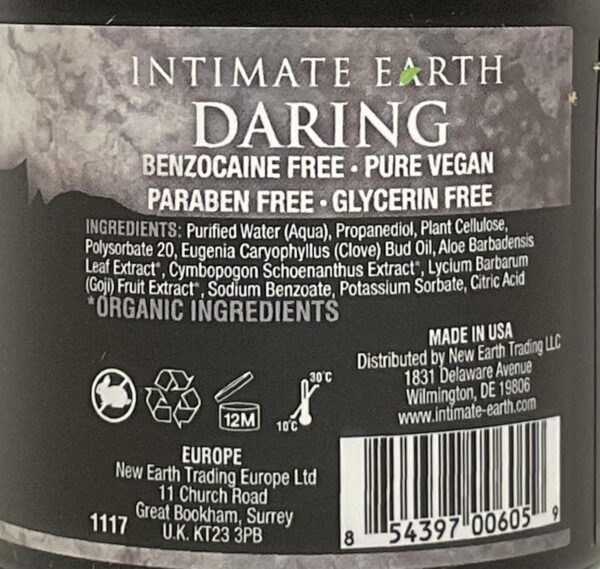 INTIMATE EARTH
DARING
BENZOCAINE FREE • PURE VEGAN
PARABEN FREE • GLYCERIN FREE
INGREDIENTS: Purified Water (Aqua), Propanediol, Plant Cellulose,
Polysorbate 20, Eugenia Caryophyllus (Clove) Bud Oil, Aloe Barbadensis
Leaf Extract*, Cymbopogon Schoenanthus Extract*, Lycium Barbarum
(Goji) Fruit Extract*, Sodium Benzoate, Potassium Sorbate, Citric Acid
*ORGANIC INGREDIENTS
MADE IN USA
Distributed by New Earth Trading LLC
1831 Delaware Avenue
Wilmington, DE 19806
www.intimate-earth.com
12M
10°C
30°C
EUROPE
New Earth Trading Europe Ltd
11 Church Road
Great Bookham, Surrey
U.K. KT23 3PB
1117
8 54397 00605 9